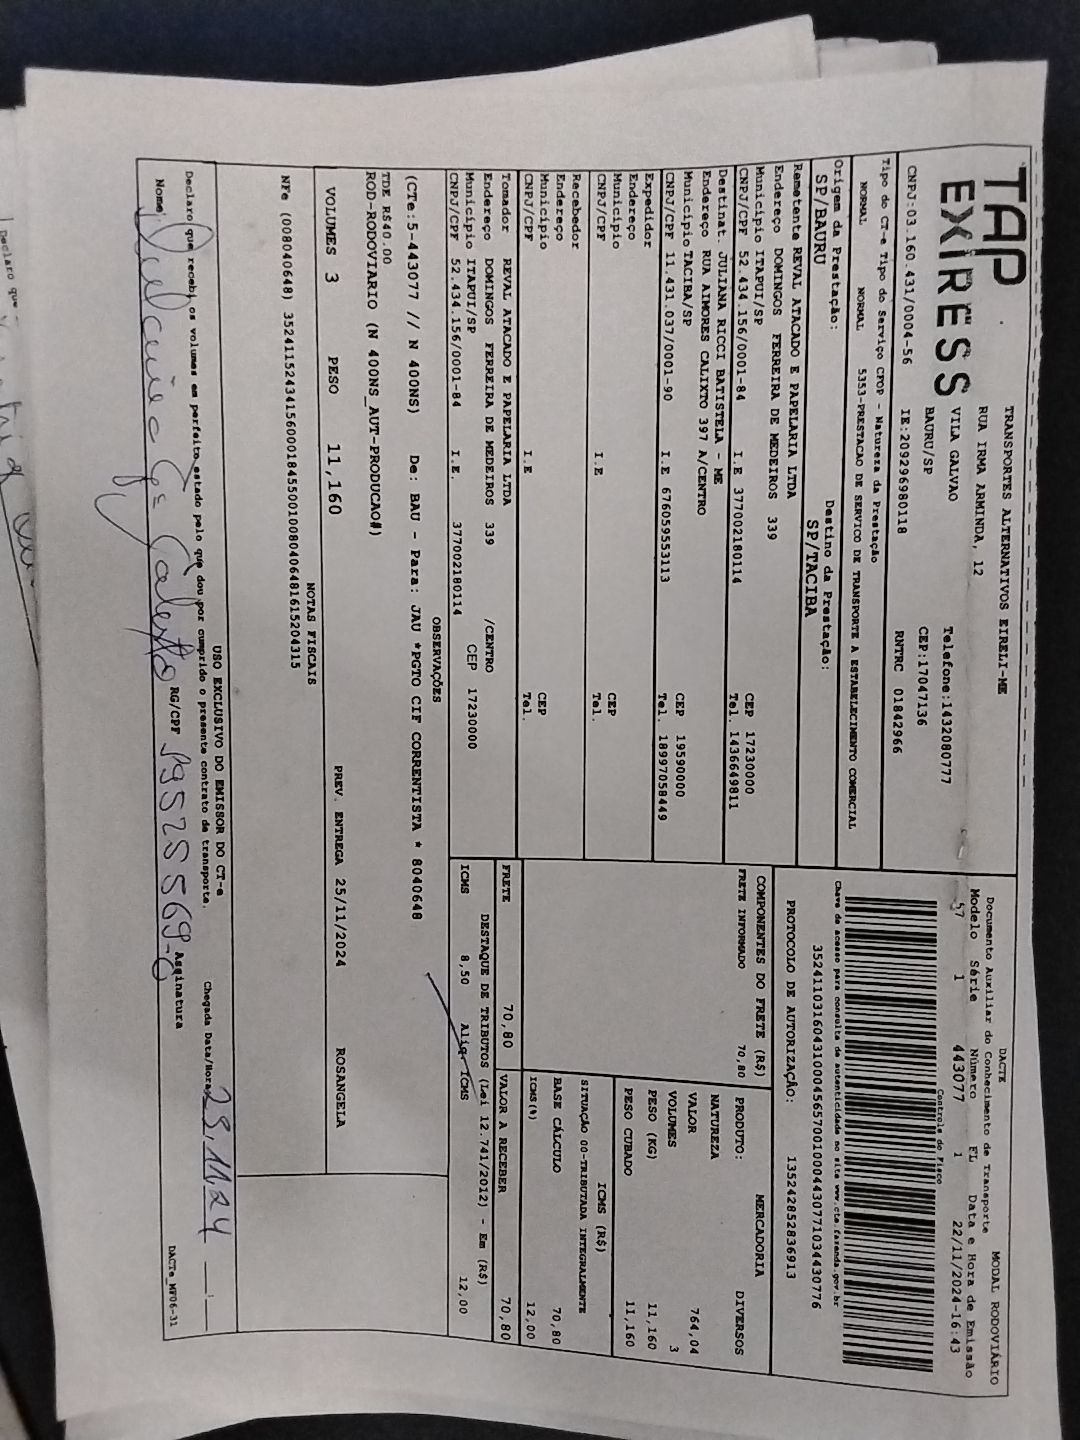 TAP
EXPRESS
TRANSPORTES ALTERNATIVOS EIRELI-ME
RUA IRMA ARMINDA, 12
VILA GALVAO
BAURU/SP
Telefone:1432080777
CEP:17047136
CNPJ:03.160.431/0004-56 IE:209296980118 RNTRC 01842966
Tipo do CT-e Tipo do Serviço CFOP - Natureza da Prestação
NORMAL NORMAL 5353-PRESTACAO DE SERVICO DE TRANSPORTE A ESTABELECIMENTO COMERCIAL
Origem da Prestação: Destino da Prestação:
SP/BAURU SP/TACIBA
DACTE MODAL RODOVIÁRIO
Documento Auxiliar do Conhecimento de Transporte
Modelo Série Número FL Data e Hora de Emissão
57 1 443077 1 22/11/2024-16:43
Controle do Fisco
Chave de acesso para consulta de autenticidade no site www.cte.fazenda.gov.br
PROTOCOLO DE AUTORIZAÇÃO: 135242852836913
Remetente REVAL ATACADO E PAPELARIA LTDA
Endereço DOMINGOS FERREIRA DE MEDEIROS 339
Município ITAPUI/SP CEP 17230000
CNPJ/CPF 52.434.156/0001-84 I.E 377002180114 Tel. 1436649811
Destinat. JULIANA RICCI BATISTELA - ME
Endereço RUA AIMORES CALIXTO 397 A/CENTRO
Município TACIBA/SP CEP 19590000
CNPJ/CPF 11.431.037/0001-90 I.E 676059553113 Tel. 18997058449
Expedidor
Endereço
Município CEP
CNPJ/CPF I.E Tel.
Recebedor
Endereço
Município CEP
CNPJ/CPF I.E Tel.
Tomador REVAL ATACADO E PAPELARIA LTDA
Endereço DOMINGOS FERREIRA DE MEDEIROS 339 /CENTRO
Município ITAPUI/SP CEP 17230000
CNPJ/CPF 52.434.156/0001-84 I.E. 377002180114
COMPONENTES DO FRETE (R$)
FRETE INFORMADO 70,80
FRETE 70,80
MERCADORIA
PRODUTO: DIVERSOS
NATUREZA
VALOR 764,04
VOLUMES 3
PESO (KG) 11,160
PESO CUBADO 11,160
ICMS (R$)
SITUAÇÃO 00-TRIBUTADA INTEGRALMENTE
BASE CÁLCULO 70,80
ICMS(%) 12,00
VALOR A RECEBER 70,80
DESTAQUE DE TRIBUTOS (Lei 12.741/2012) - Em (R$)
ICMS 8,50 Aliq. ICMS 12,00
OBSERVAÇÕES
(CTe:5-443077 // N 400NS) De: BAU - Para: JAU *PGTO CIF CORRENTISTA * 8040648
TDE R$40.00
ROD-RODOVIARIO (N 400NS_AUT-PRODUCAO#)
VOLUMES 3 PESO 11,160 PREV. ENTREGA 25/11/2024 ROSANGELA
NOTAS FISCAIS
USO EXCLUSIVO DO EMISSOR DO CT-e
Declaro que recebi os volumes em perfeito estado pelo que dou por cumprido o presente contrato de transporte. Chegada Data/Hora 29,11,24 __:__
Nome RG/CPF 19525569-0 Assinatura
DACTe_MF06-31
Declaro que